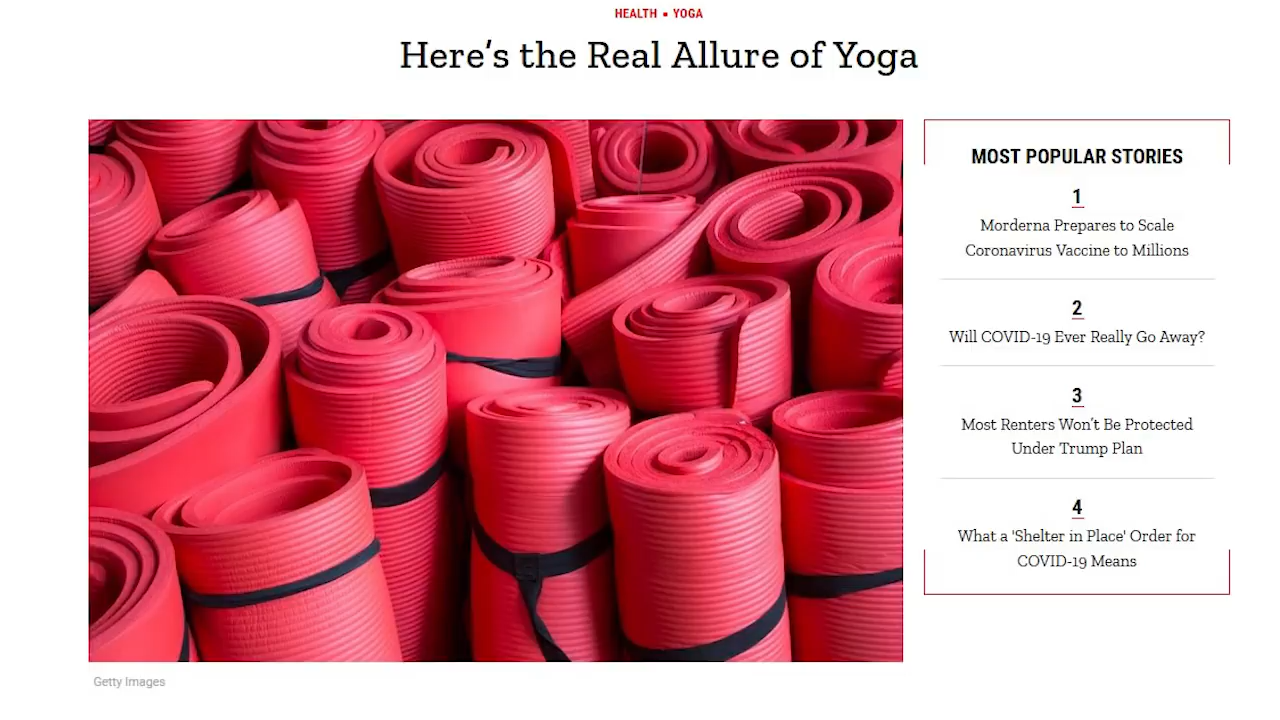 HEALTH ▪ YOGA
Here's the Real Allure of Yoga
MOST POPULAR STORIES
1
Morderna Prepares to Scale
Coronavirus Vaccine to Millions
2
Will COVID-19 Ever Really Go Away?
3
Most Renters Won't Be Protected
Under Trump Plan
4
What a 'Shelter in Place' Order for
COVID-19 Means
Getty Images